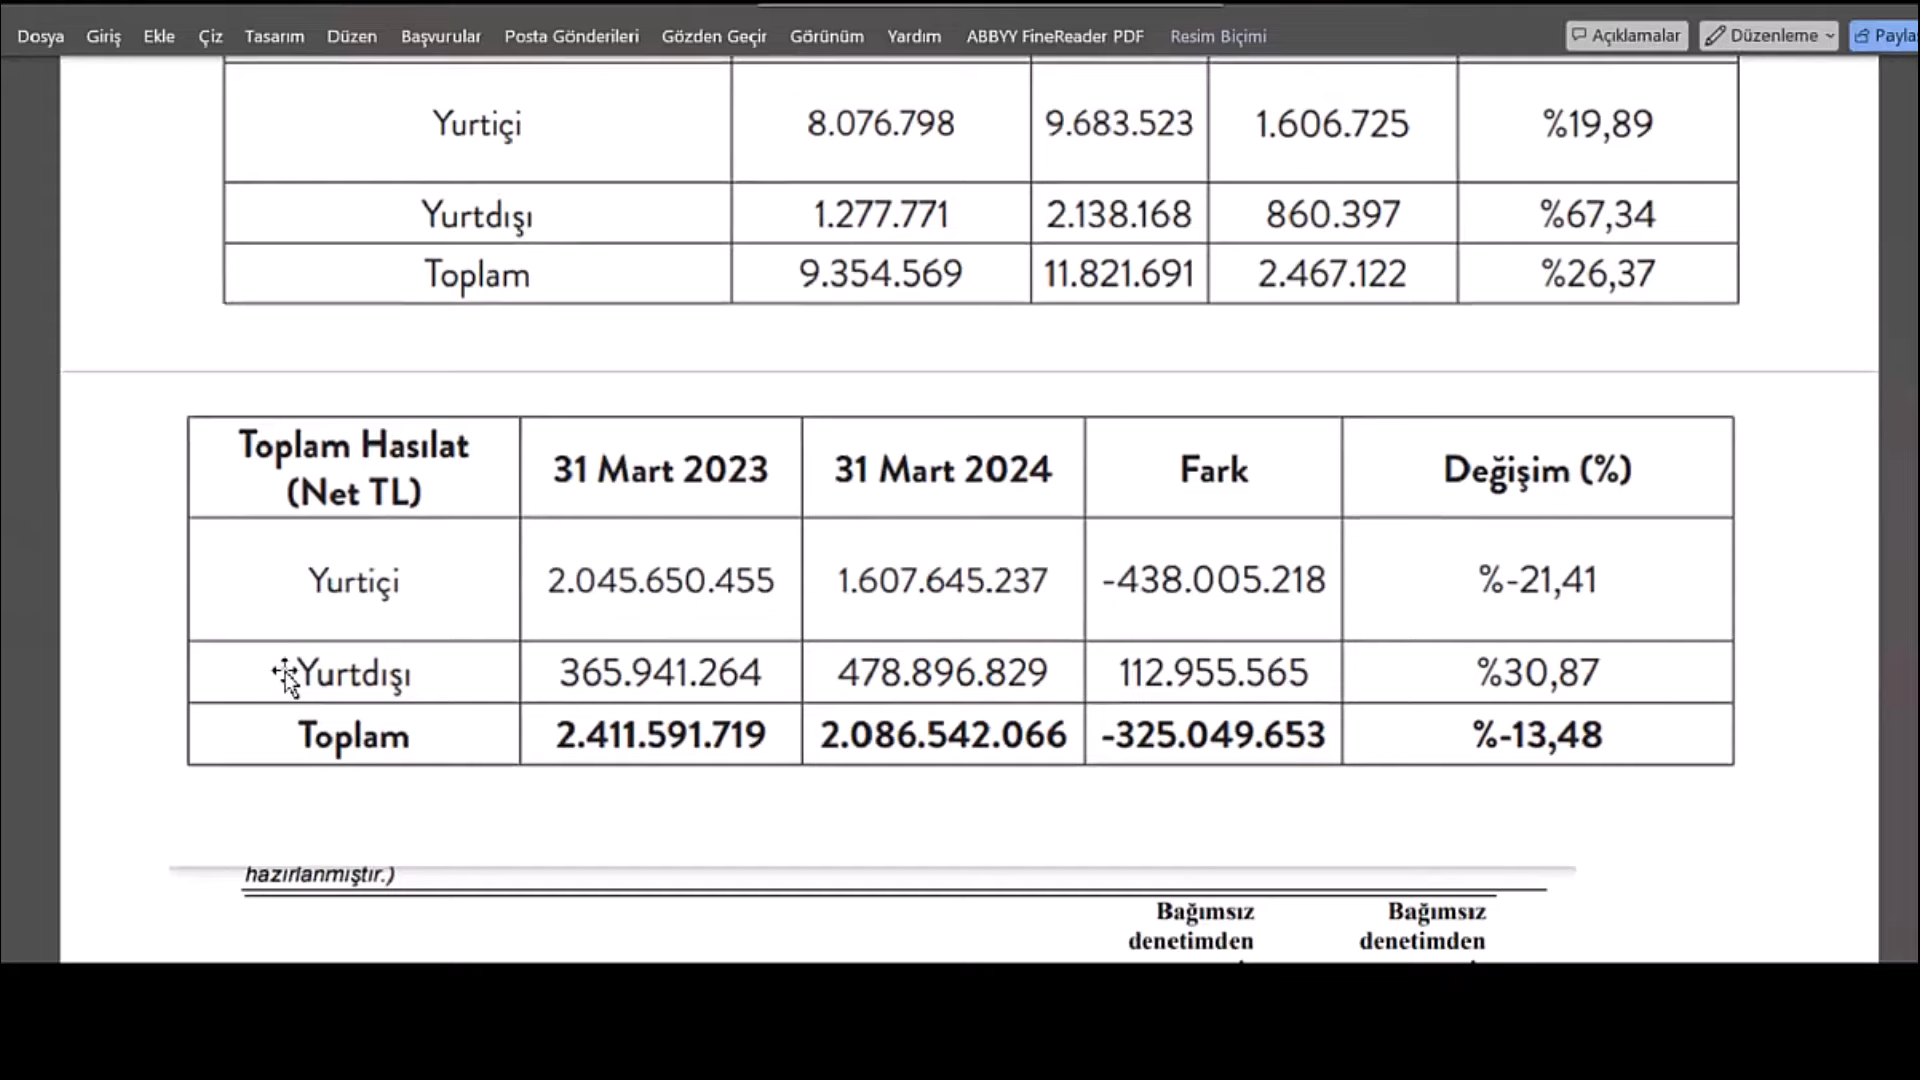 Dosya Giriş Ekle Çiz Tasarım Düzen Başvurular Posta Gönderileri Gözden Geçir Görünüm Yardım ABBYY FineReader PDF Resim Biçimi Açıklamalar Düzenleme
Yurtiçi 8.076.798 9.683.523 1.606.725 %19,89
Yurtdışı 1.277.771 2.138.168 860.397 %67,34
Toplam 9.354.569 11.821.691 2.467.122 %26,37
Toplam Hasılat
(Net TL) 31 Mart 2023 31 Mart 2024 Fark Değişim (%)
Yurtiçi 2.045.650.455 1.607.645.237 -438.005.218 %-21,41
Yurtdışı 365.941.264 478.896.829 112.955.565 %30,87
Toplam 2.411.591.719 2.086.542.066 -325.049.653 %-13,48
hazırlanmıştır.)
Bağımsız Bağımsız
denetimden denetimden